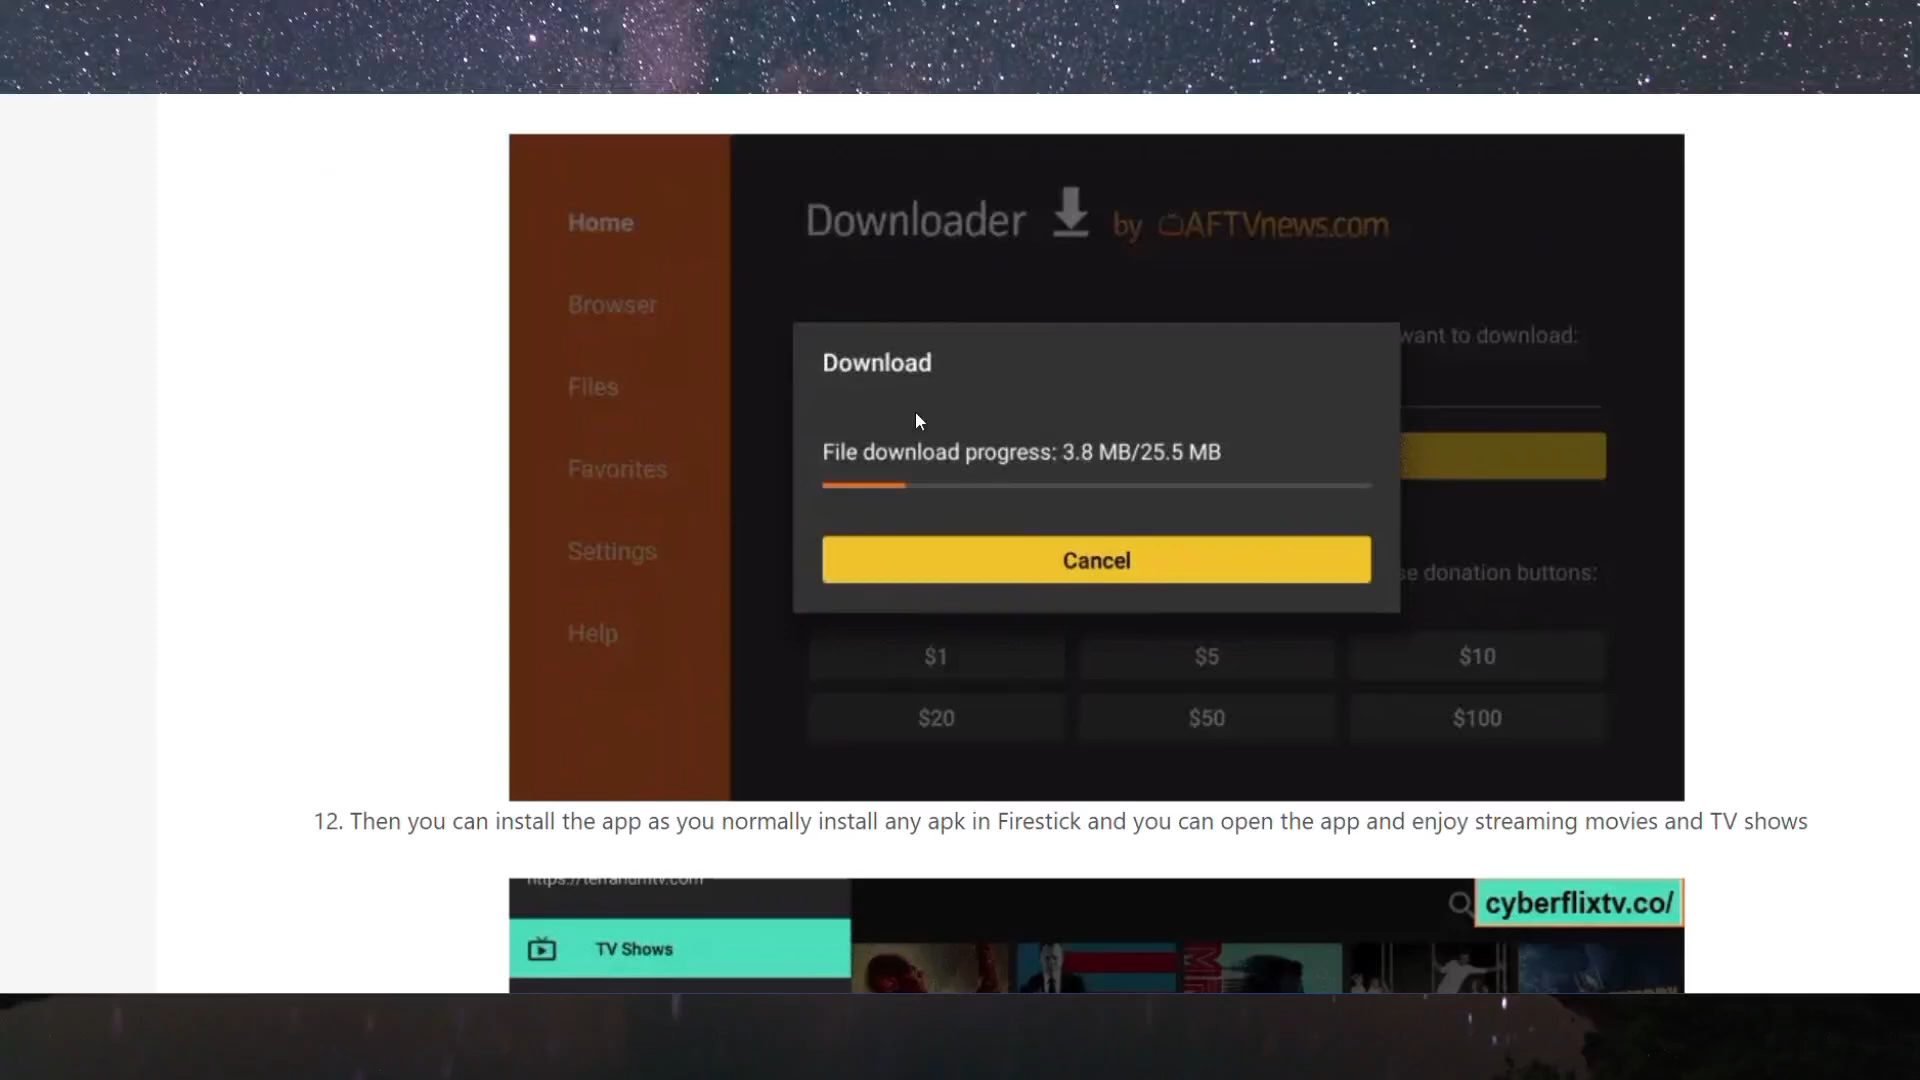 Home
Browser
Files
Favorites
Settings
Help
Downloader by AFTVnews.com
want to download:
Download
File download progress: 3.8 MB/25.5 MB
Cancel
se donation buttons:
$1 $5 $10
$20 $50 $100
12. Then you can install the app as you normally install any apk in Firestick and you can open the app and enjoy streaming movies and TV shows
cyberflixtv.co/
TV Shows